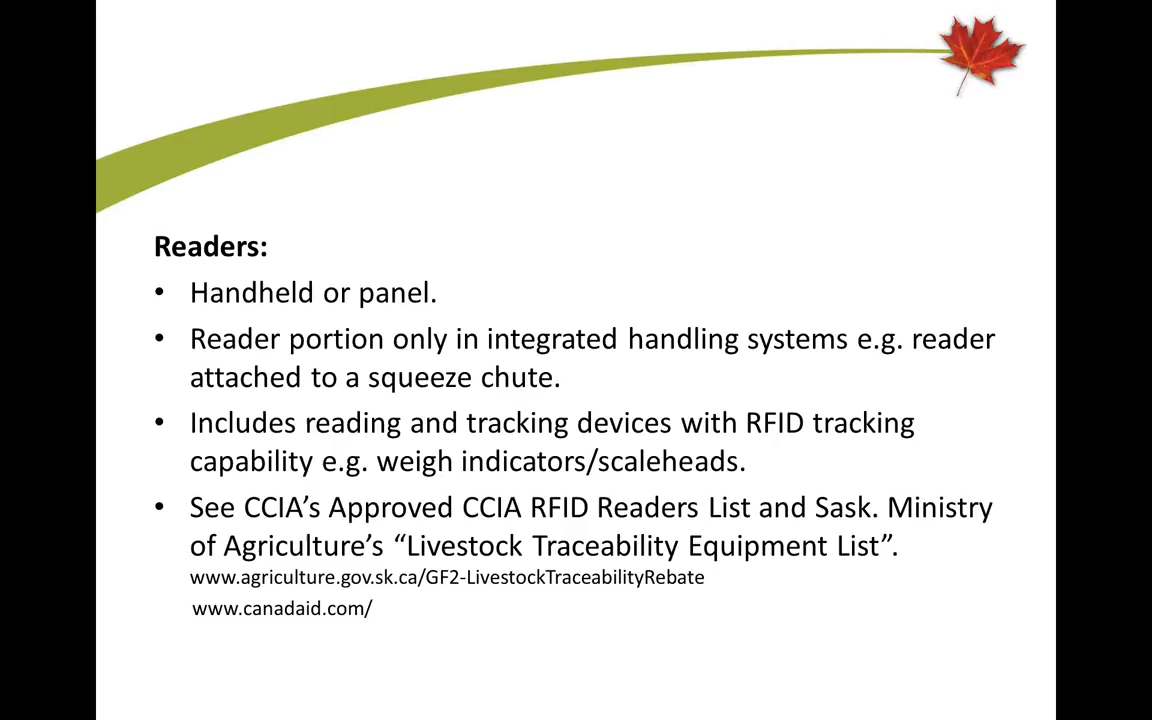 Readers:
• Handheld or panel.
• Reader portion only in integrated handling systems e.g. reader
attached to a squeeze chute.
• Includes reading and tracking devices with RFID tracking
capability e.g. weigh indicators/scaleheads.
• See CCIA’s Approved CCIA RFID Readers List and Sask. Ministry
of Agriculture’s “Livestock Traceability Equipment List”.
www.agriculture.gov.sk.ca/GF2-LivestockTraceabilityRebate
www.canadaid.com/